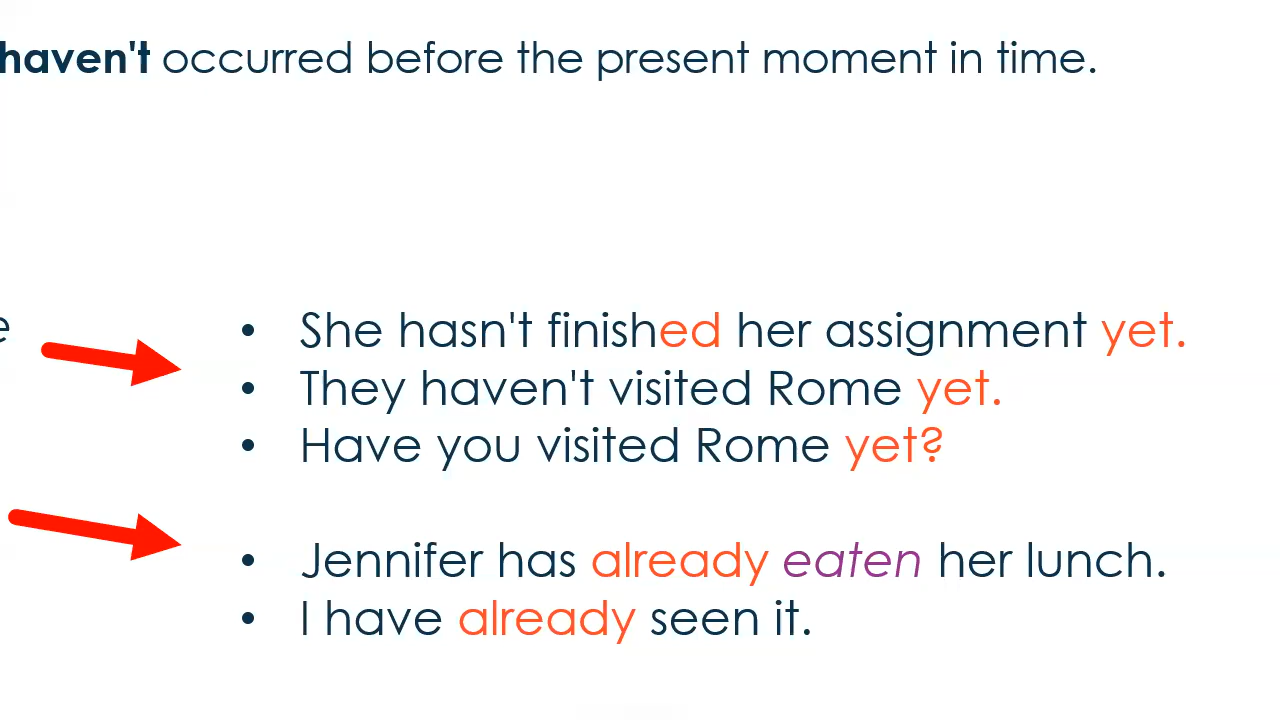 haven't occurred before the present moment in time.
e
• She hasn't finished her assignment yet.
• They haven't visited Rome yet.
• Have you visited Rome yet?
• Jennifer has already eaten her lunch.
• I have already seen it.